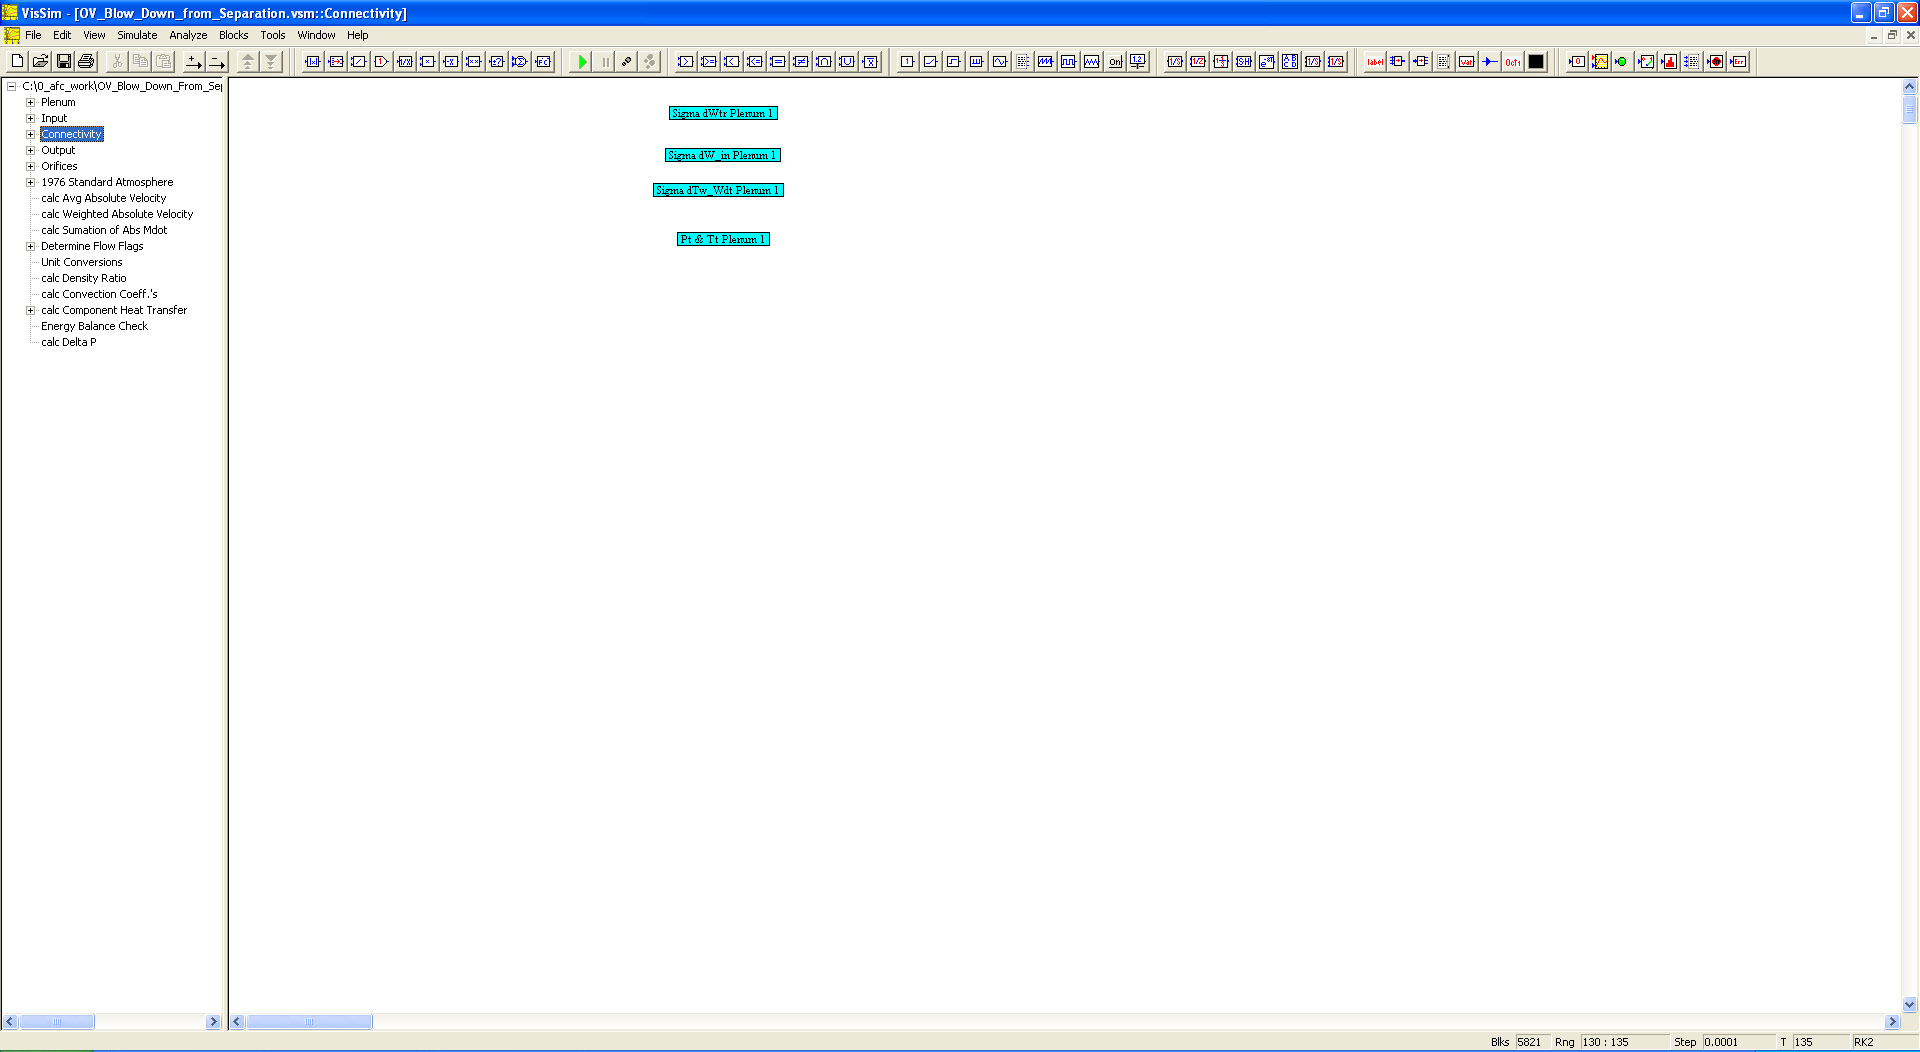 VisSim - [OV_Blow_Down_from_Separation.vsm::Connectivity]
File Edit View Simulate Analyze Blocks Tools Window Help
C:\0_afc_work\OV_Blow_Down_From_Se
Plenum
Input
Connectivity
Output
Orifices
1976 Standard Atmosphere
calc Avg Absolute Velocity
calc Weighted Absolute Velocity
calc Sumation of Abs Mdot
Determine Flow Flags
Unit Conversions
calc Density Ratio
calc Convection Coeff.'s
calc Component Heat Transfer
Energy Balance Check
calc Delta P
Sigma dWtr Plenum 1
Sigma dW_in Plenum 1
Sigma dTw_Wdt Plenum 1
Pt & Tt Plenum 1
Blks 5821 Rng 130 : 135 Step 0.0001 T 135 RK2